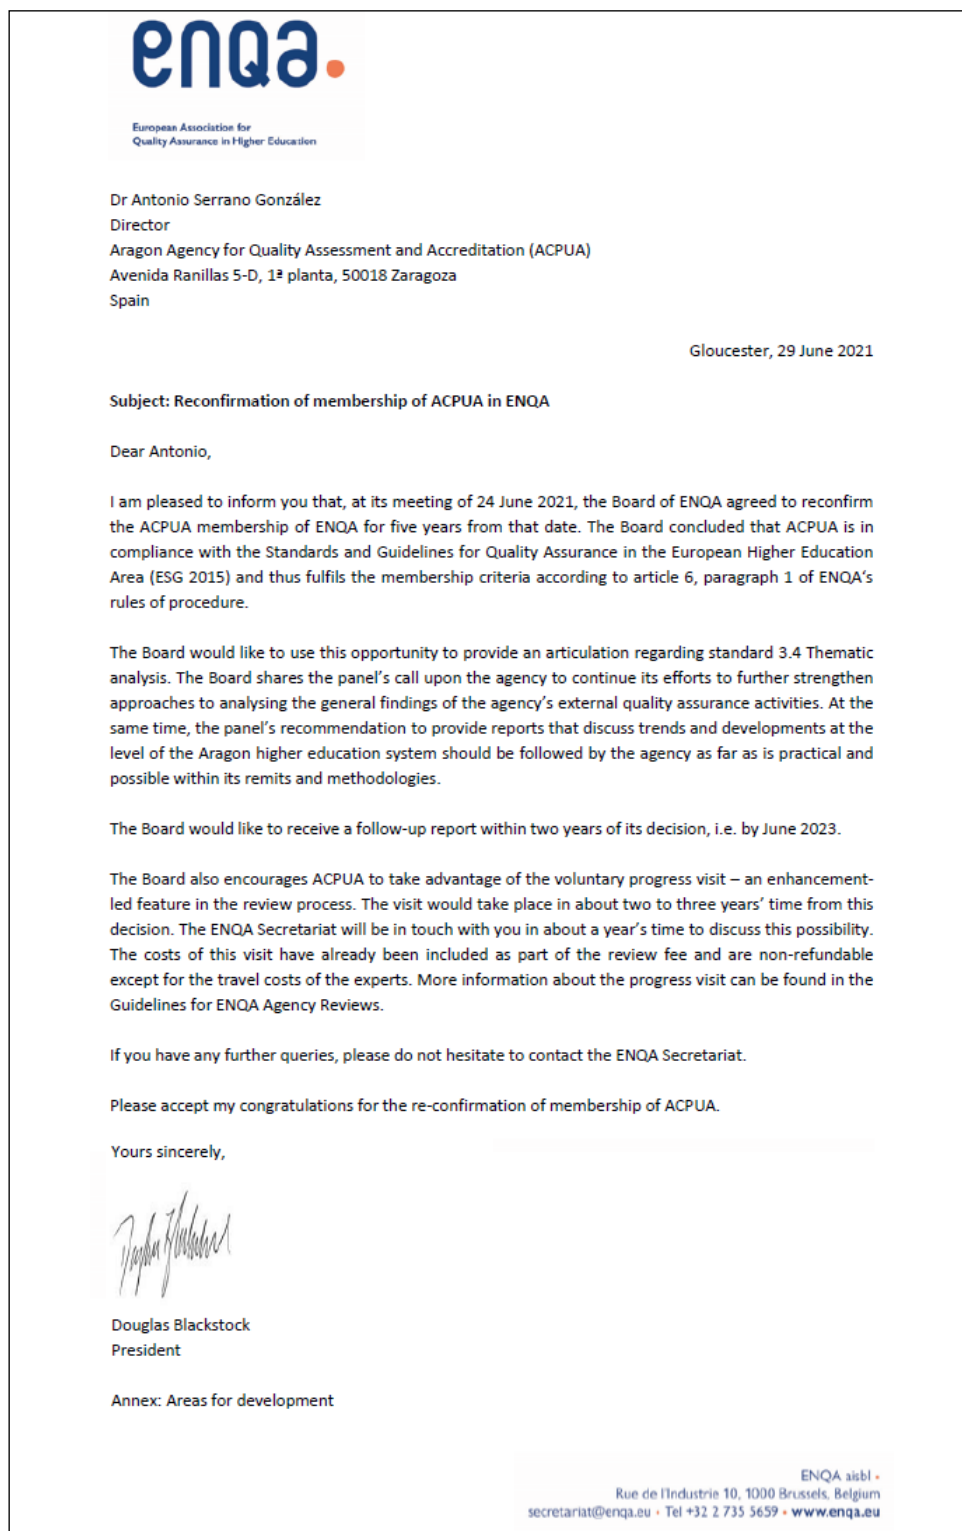 enqa.
European Association for
Quality Assurance in Higher Education
Dr Antonio Serrano González
Director
Aragon Agency for Quality Assessment and Accreditation (ACPUA)
Avenida Ranillas 5-D, 1ª planta, 50018 Zaragoza
Spain
Gloucester, 29 June 2021
Subject: Reconfirmation of membership of ACPUA in ENQA
Dear Antonio,
I am pleased to inform you that, at its meeting of 24 June 2021, the Board of ENQA agreed to reconfirm
the ACPUA membership of ENQA for five years from that date. The Board concluded that ACPUA is in
compliance with the Standards and Guidelines for Quality Assurance in the European Higher Education
Area (ESG 2015) and thus fulfils the membership criteria according to article 6, paragraph 1 of ENQA's
rules of procedure.
The Board would like to use this opportunity to provide an articulation regarding standard 3.4 Thematic
analysis. The Board shares the panel's call upon the agency to continue its efforts to further strengthen
approaches to analysing the general findings of the agency's external quality assurance activities. At the
same time, the panel's recommendation to provide reports that discuss trends and developments at the
level of the Aragon higher education system should be followed by the agency as far as is practical and
possible within its remits and methodologies.
The Board would like to receive a follow-up report within two years of its decision, i.e. by June 2023.
The Board also encourages ACPUA to take advantage of the voluntary progress visit – an enhancement-
led feature in the review process. The visit would take place in about two to three years' time from this
decision. The ENQA Secretariat will be in touch with you in about a year's time to discuss this possibility.
The costs of this visit have already been included as part of the review fee and are non-refundable
except for the travel costs of the experts. More information about the progress visit can be found in the
Guidelines for ENQA Agency Reviews.
If you have any further queries, please do not hesitate to contact the ENQA Secretariat.
Please accept my congratulations for the re-confirmation of membership of ACPUA.
Yours sincerely,
Douglas Blackstock
President
Annex: Areas for development
ENQA aisbl •
Rue de l'Industrie 10, 1000 Brussels, Belgium
secretariat@enqa.eu • Tel +32 2 735 5659 • www.enqa.eu